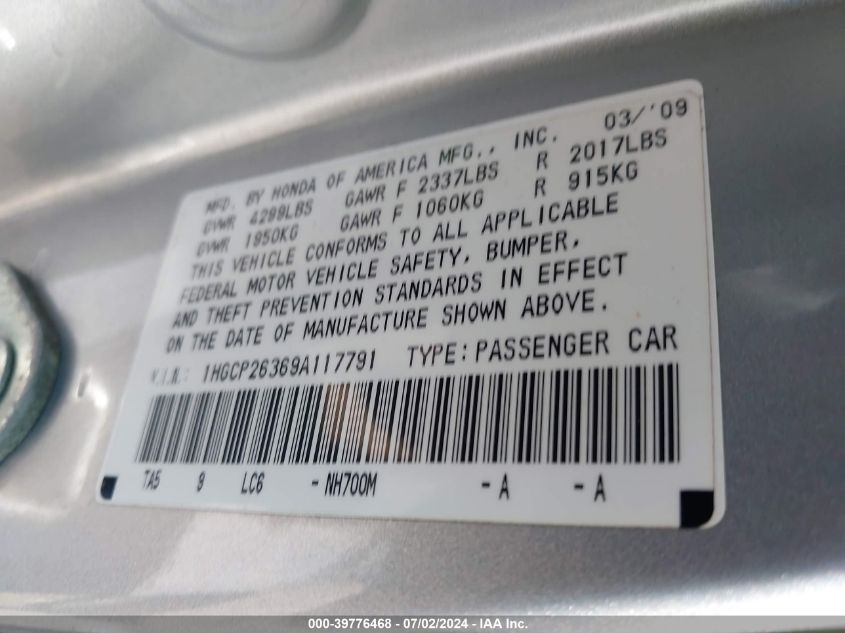 MFD. BY HONDA OF AMERICA MFG., INC. 03/'09
GVWR 4299LBS GAWR F 2337LBS R 2017LBS
GVWR 1950KG GAWR F 1060KG R 915KG
THIS VEHICLE CONFORMS TO ALL APPLICABLE
FEDERAL MOTOR VEHICLE SAFETY, BUMPER,
AND THEFT PREVENTION STANDARDS IN EFFECT
ON THE DATE OF MANUFACTURE SHOWN ABOVE.
V.I.N.: 1HGCP26369A117791 TYPE:PASSENGER CAR
TA5 9 LC6 -NH700M -A -A
000-39776468 - 07/02/2024 - IAA Inc.